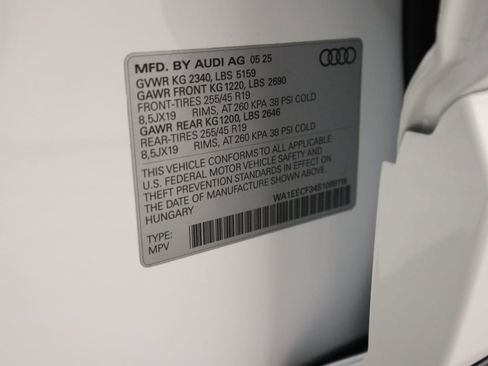 MFD. BY AUDI AG 05 25
GVWR KG 2340, LBS 5159
GAWR FRONT KG 1220, LBS 2690
FRONT-TIRES 255/45 R19
8,5JX19 RIMS, AT 260 KPA 38 PSI COLD
GAWR REAR KG1200, LBS 2646
REAR-TIRES 255/45 R19
8,5JX19 RIMS, AT 260 KPA 38 PSI COLD
THIS VEHICLE CONFORMS TO ALL APPLICABLE
U.S. FEDERAL MOTOR VEHICLE SAFETY AND
THEFT PREVENTION STANDARDS IN EFFECT ON
THE DATE OF MANUFACTURE SHOWN ABOVE.
HUNGARY
TYPE:
MPV